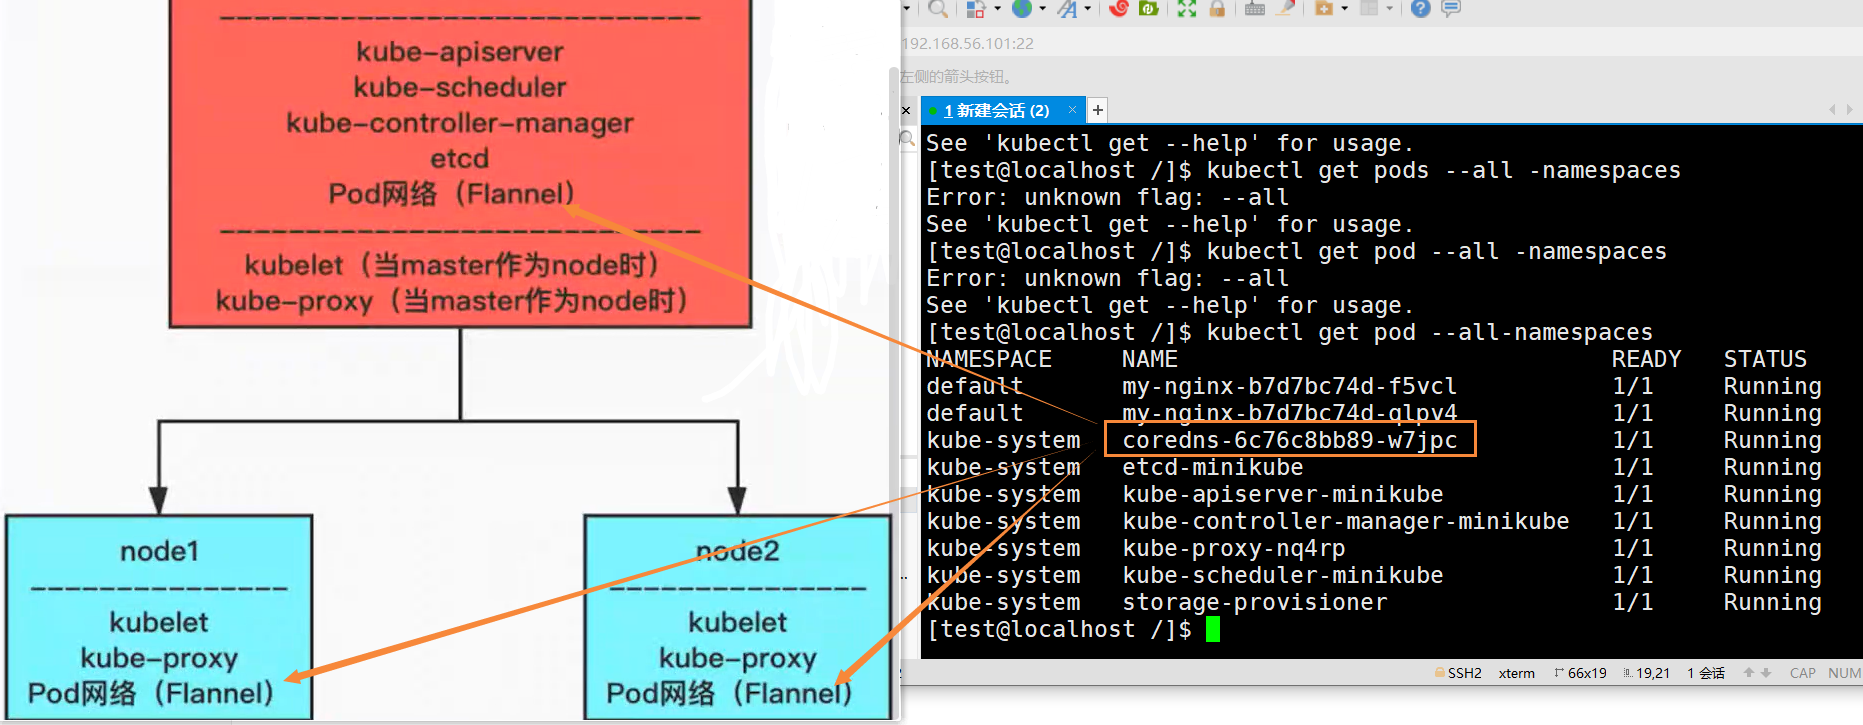 --------------------
kube-apiserver
kube-scheduler
kube-controller-manager
etcd
Pod网络（Flannel）
--------------------
kubelet（当master作为node时）
kube-proxy（当master作为node时）
node1
-----------
kubelet
kube-proxy
Pod网络（Flannel）
node2
-----------
kubelet
kube-proxy
Pod网络（Flannel）
192.168.56.101:22
左侧的箭头按钮。
1 新建会话 (2) × +
See 'kubectl get --help' for usage.
[test@localhost /]$ kubectl get pods --all -namespaces
Error: unknown flag: --all
See 'kubectl get --help' for usage.
[test@localhost /]$ kubectl get pod --all -namespaces
Error: unknown flag: --all
See 'kubectl get --help' for usage.
[test@localhost /]$ kubectl get pod --all-namespaces
NAMESPACE NAME READY STATUS
default my-nginx-b7d7bc74d-f5vcl 1/1 Running
default my-nginx-b7d7bc74d-qlpv4 1/1 Running
kube-system coredns-6c76c8bb89-w7jpc 1/1 Running
kube-system etcd-minikube 1/1 Running
kube-system kube-apiserver-minikube 1/1 Running
kube-system kube-controller-manager-minikube 1/1 Running
kube-system kube-proxy-nq4rp 1/1 Running
kube-system kube-scheduler-minikube 1/1 Running
kube-system storage-provisioner 1/1 Running
[test@localhost /]$
SSH2 xterm 66x19 19,21 1 会话 CAP NUM